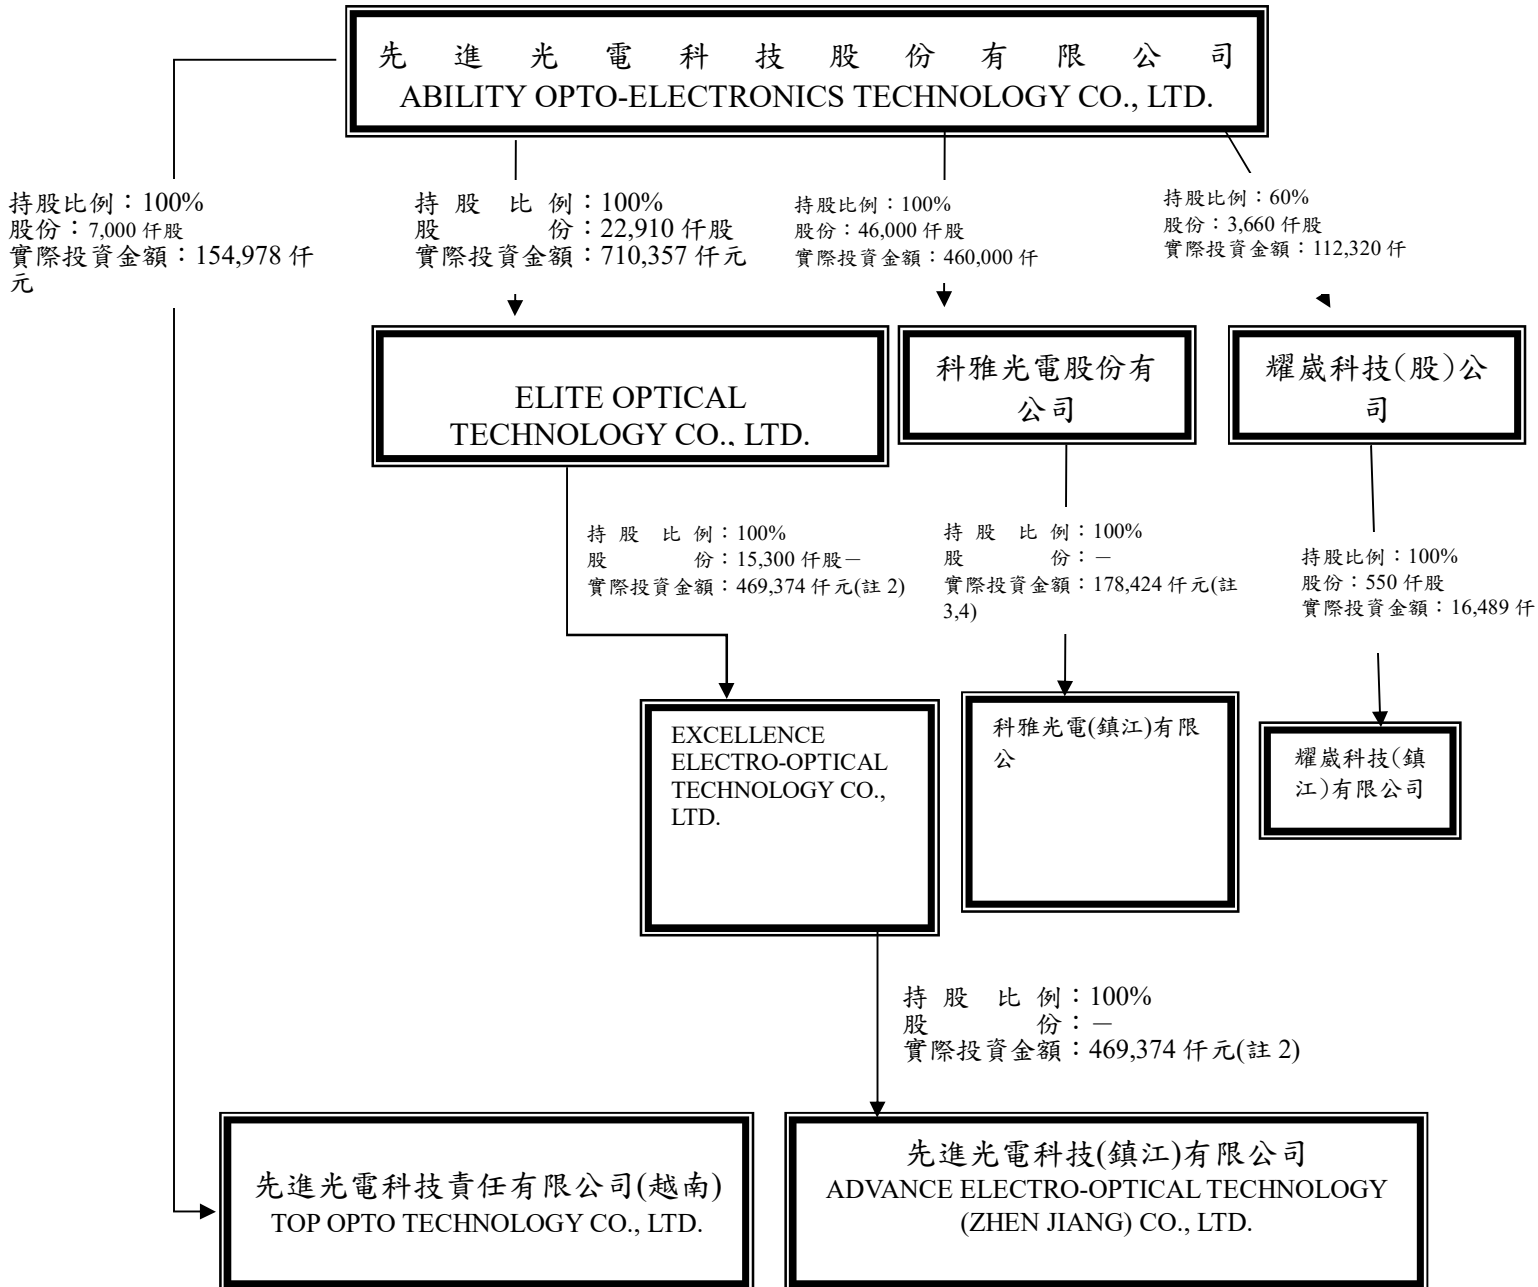 先進光電科技股份有限公司
ABILITY OPTO-ELECTRONICS TECHNOLOGY CO., LTD.
持股比例：100%
股份：7,000 仟股
實際投資金額：154,978 仟
元
持股比例：100%
股份：22,910 仟股
實際投資金額：710,357 仟元
持股比例：100%
股份：46,000 仟股
實際投資金額：460,000 仟
持股比例：60%
股份：3,660 仟股
實際投資金額：112,320 仟
ELITE OPTICAL
TECHNOLOGY CO., LTD.
科雅光電股份有
公司
耀崴科技(股)公
司
持股比例：100%
股份：15,300 仟股－
實際投資金額：469,374 仟元(註 2)
持股比例：100%
股份：－
實際投資金額：178,424 仟元(註
3,4)
持股比例：100%
股份：550 仟股
實際投資金額：16,489 仟
EXCELLENCE
ELECTRO-OPTICAL
TECHNOLOGY CO.,
LTD.
科雅光電(鎮江)有限
公
耀崴科技(鎮
江)有限公司
持股比例：100%
股份：－
實際投資金額：469,374 仟元(註 2)
先進光電科技責任有限公司(越南)
TOP OPTO TECHNOLOGY CO., LTD.
先進光電科技(鎮江)有限公司
ADVANCE ELECTRO-OPTICAL TECHNOLOGY
(ZHEN JIANG) CO., LTD.